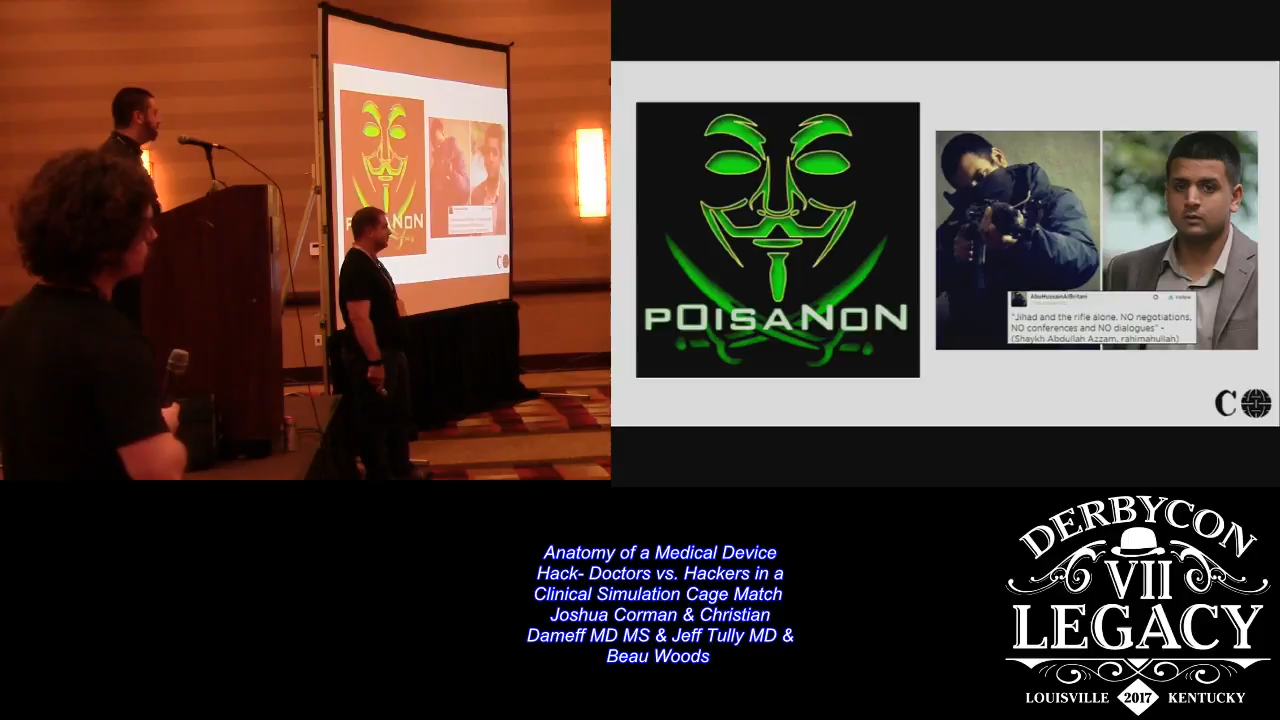 pOisaNoN
AbuHussainAlBritani
Follow
"Jihad and the rifle alone. NO negotiations,
NO conferences and NO dialogues" -
(Shaykh Abdullah Azzam, rahimahullah)
C
Anatomy of a Medical Device
Hack- Doctors vs. Hackers in a
Clinical Simulation Cage Match
Joshua Corman & Christian
Dameff MD MS & Jeff Tully MD &
Beau Woods
DERBYCON
VII
LEGACY
LOUISVILLE 2017 KENTUCKY